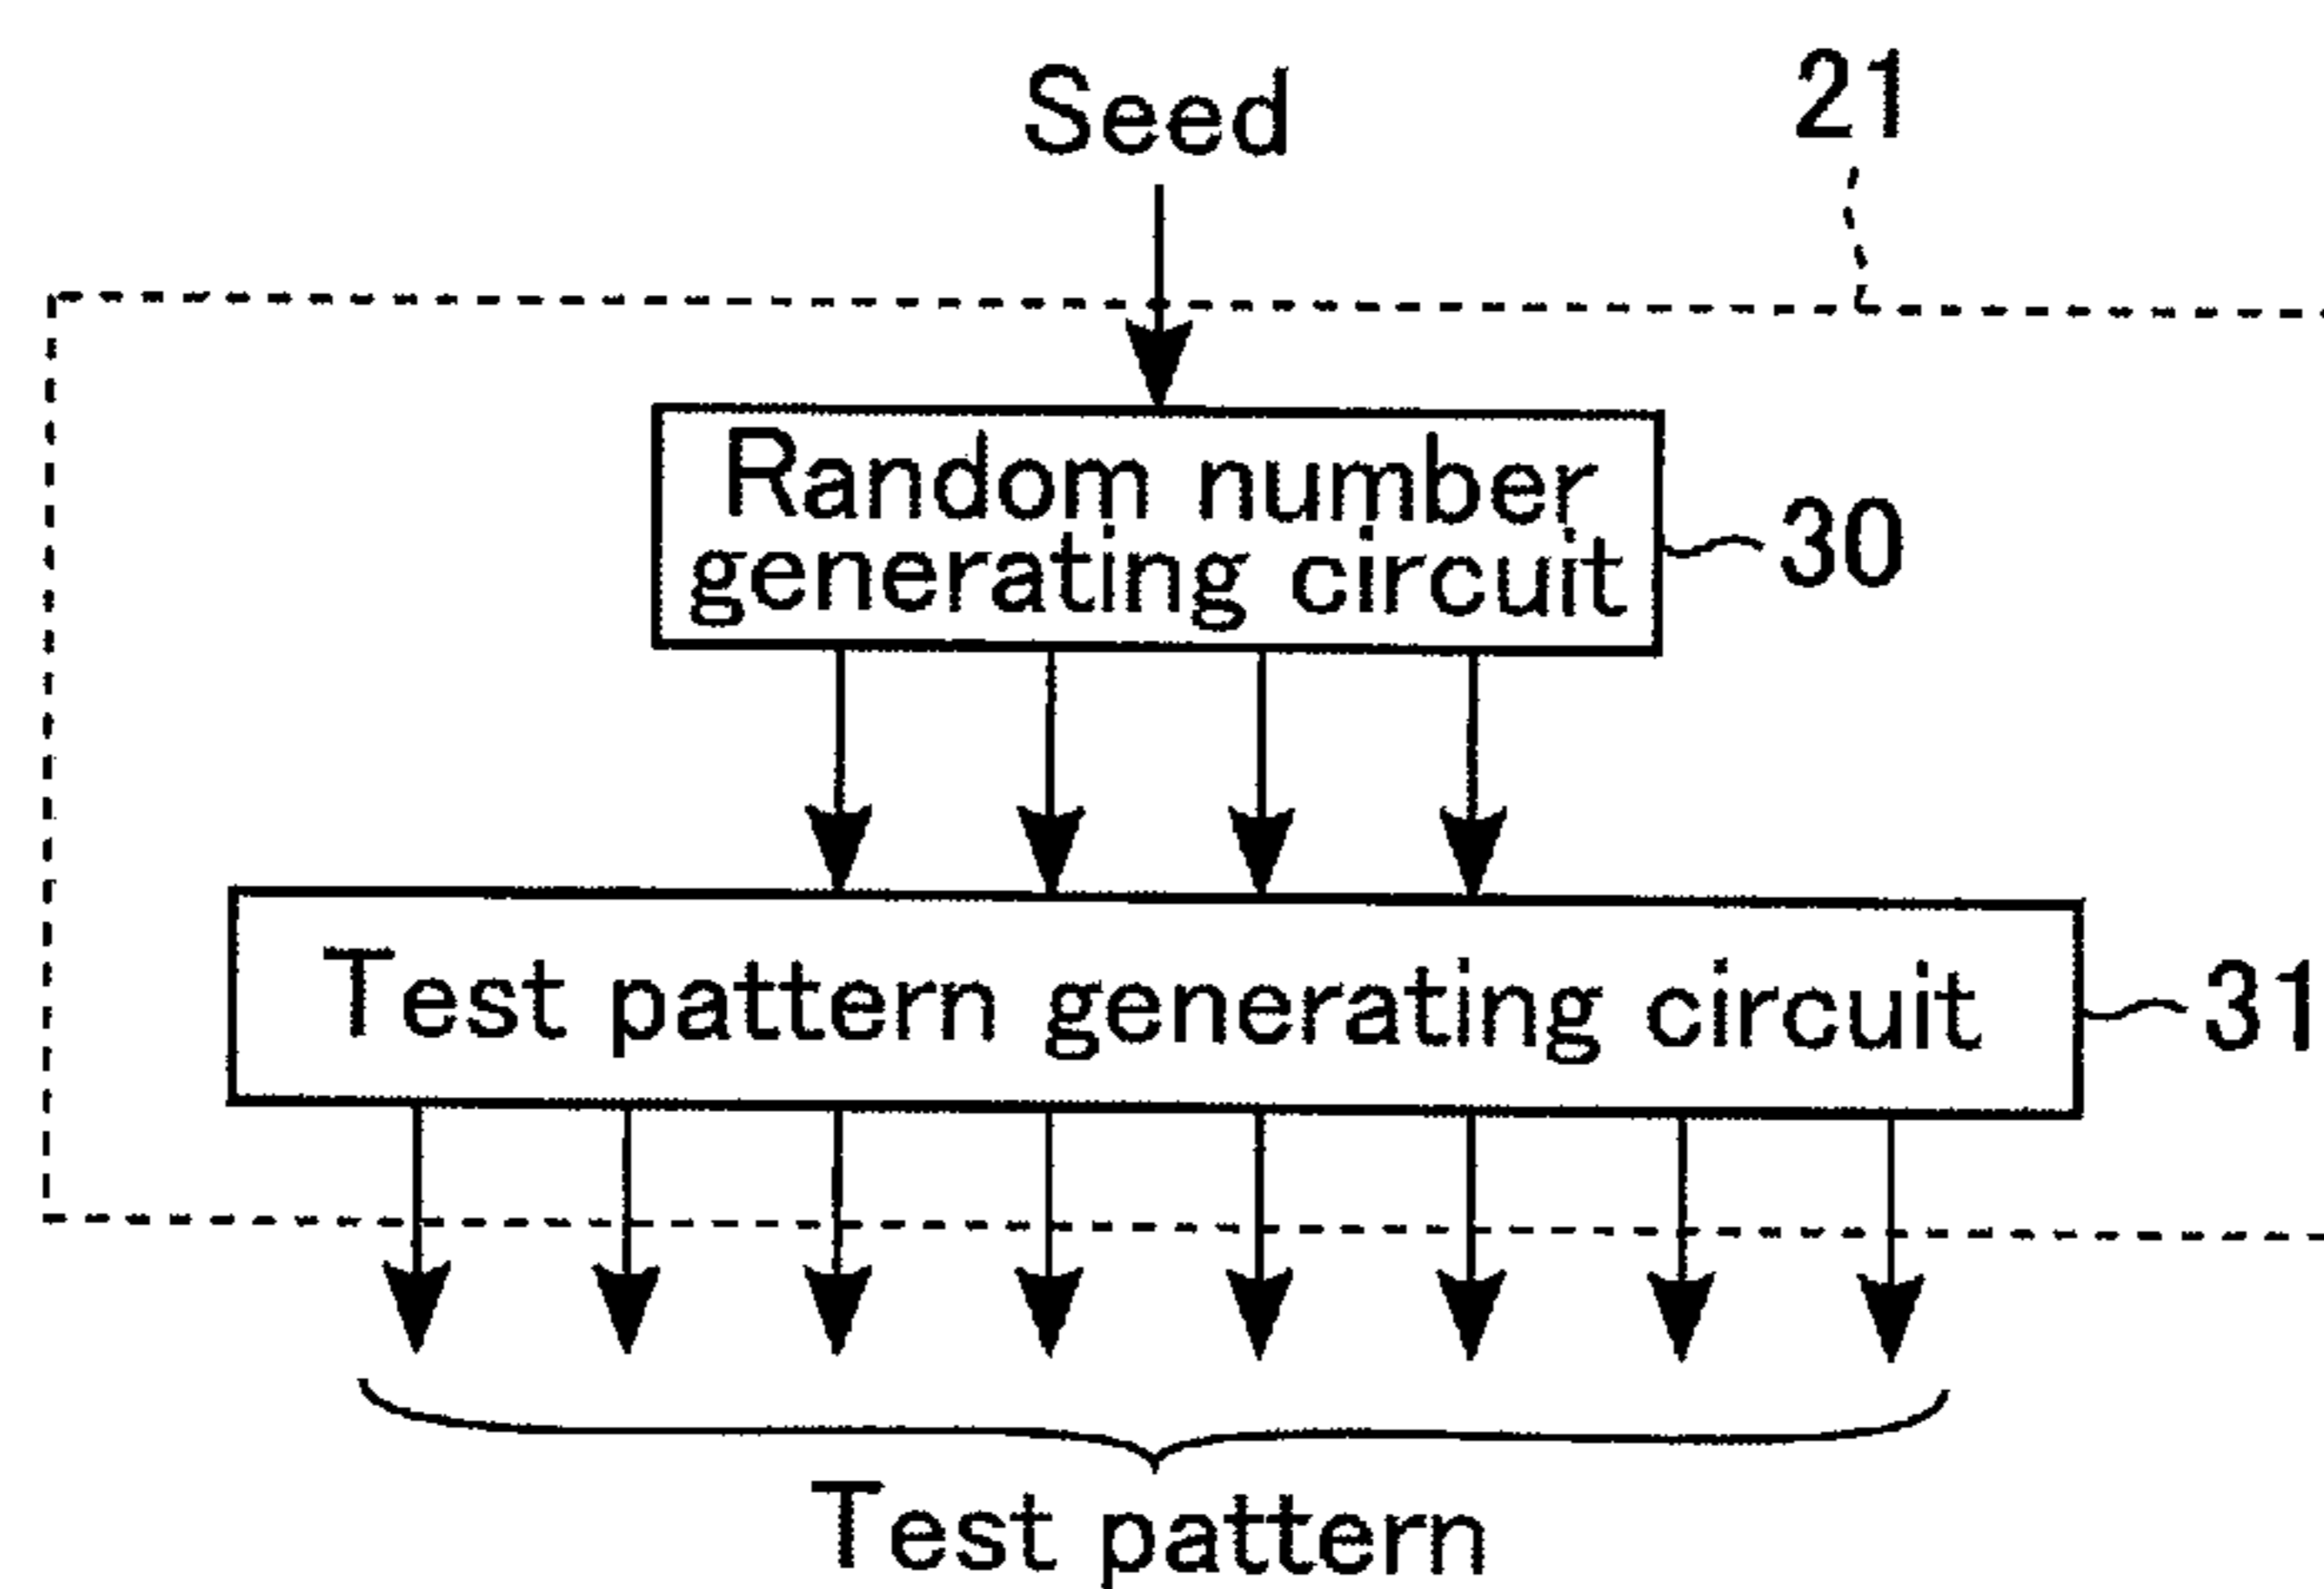 Seed
21
Random number
generating circuit
30
Test pattern generating circuit
31
Test pattern